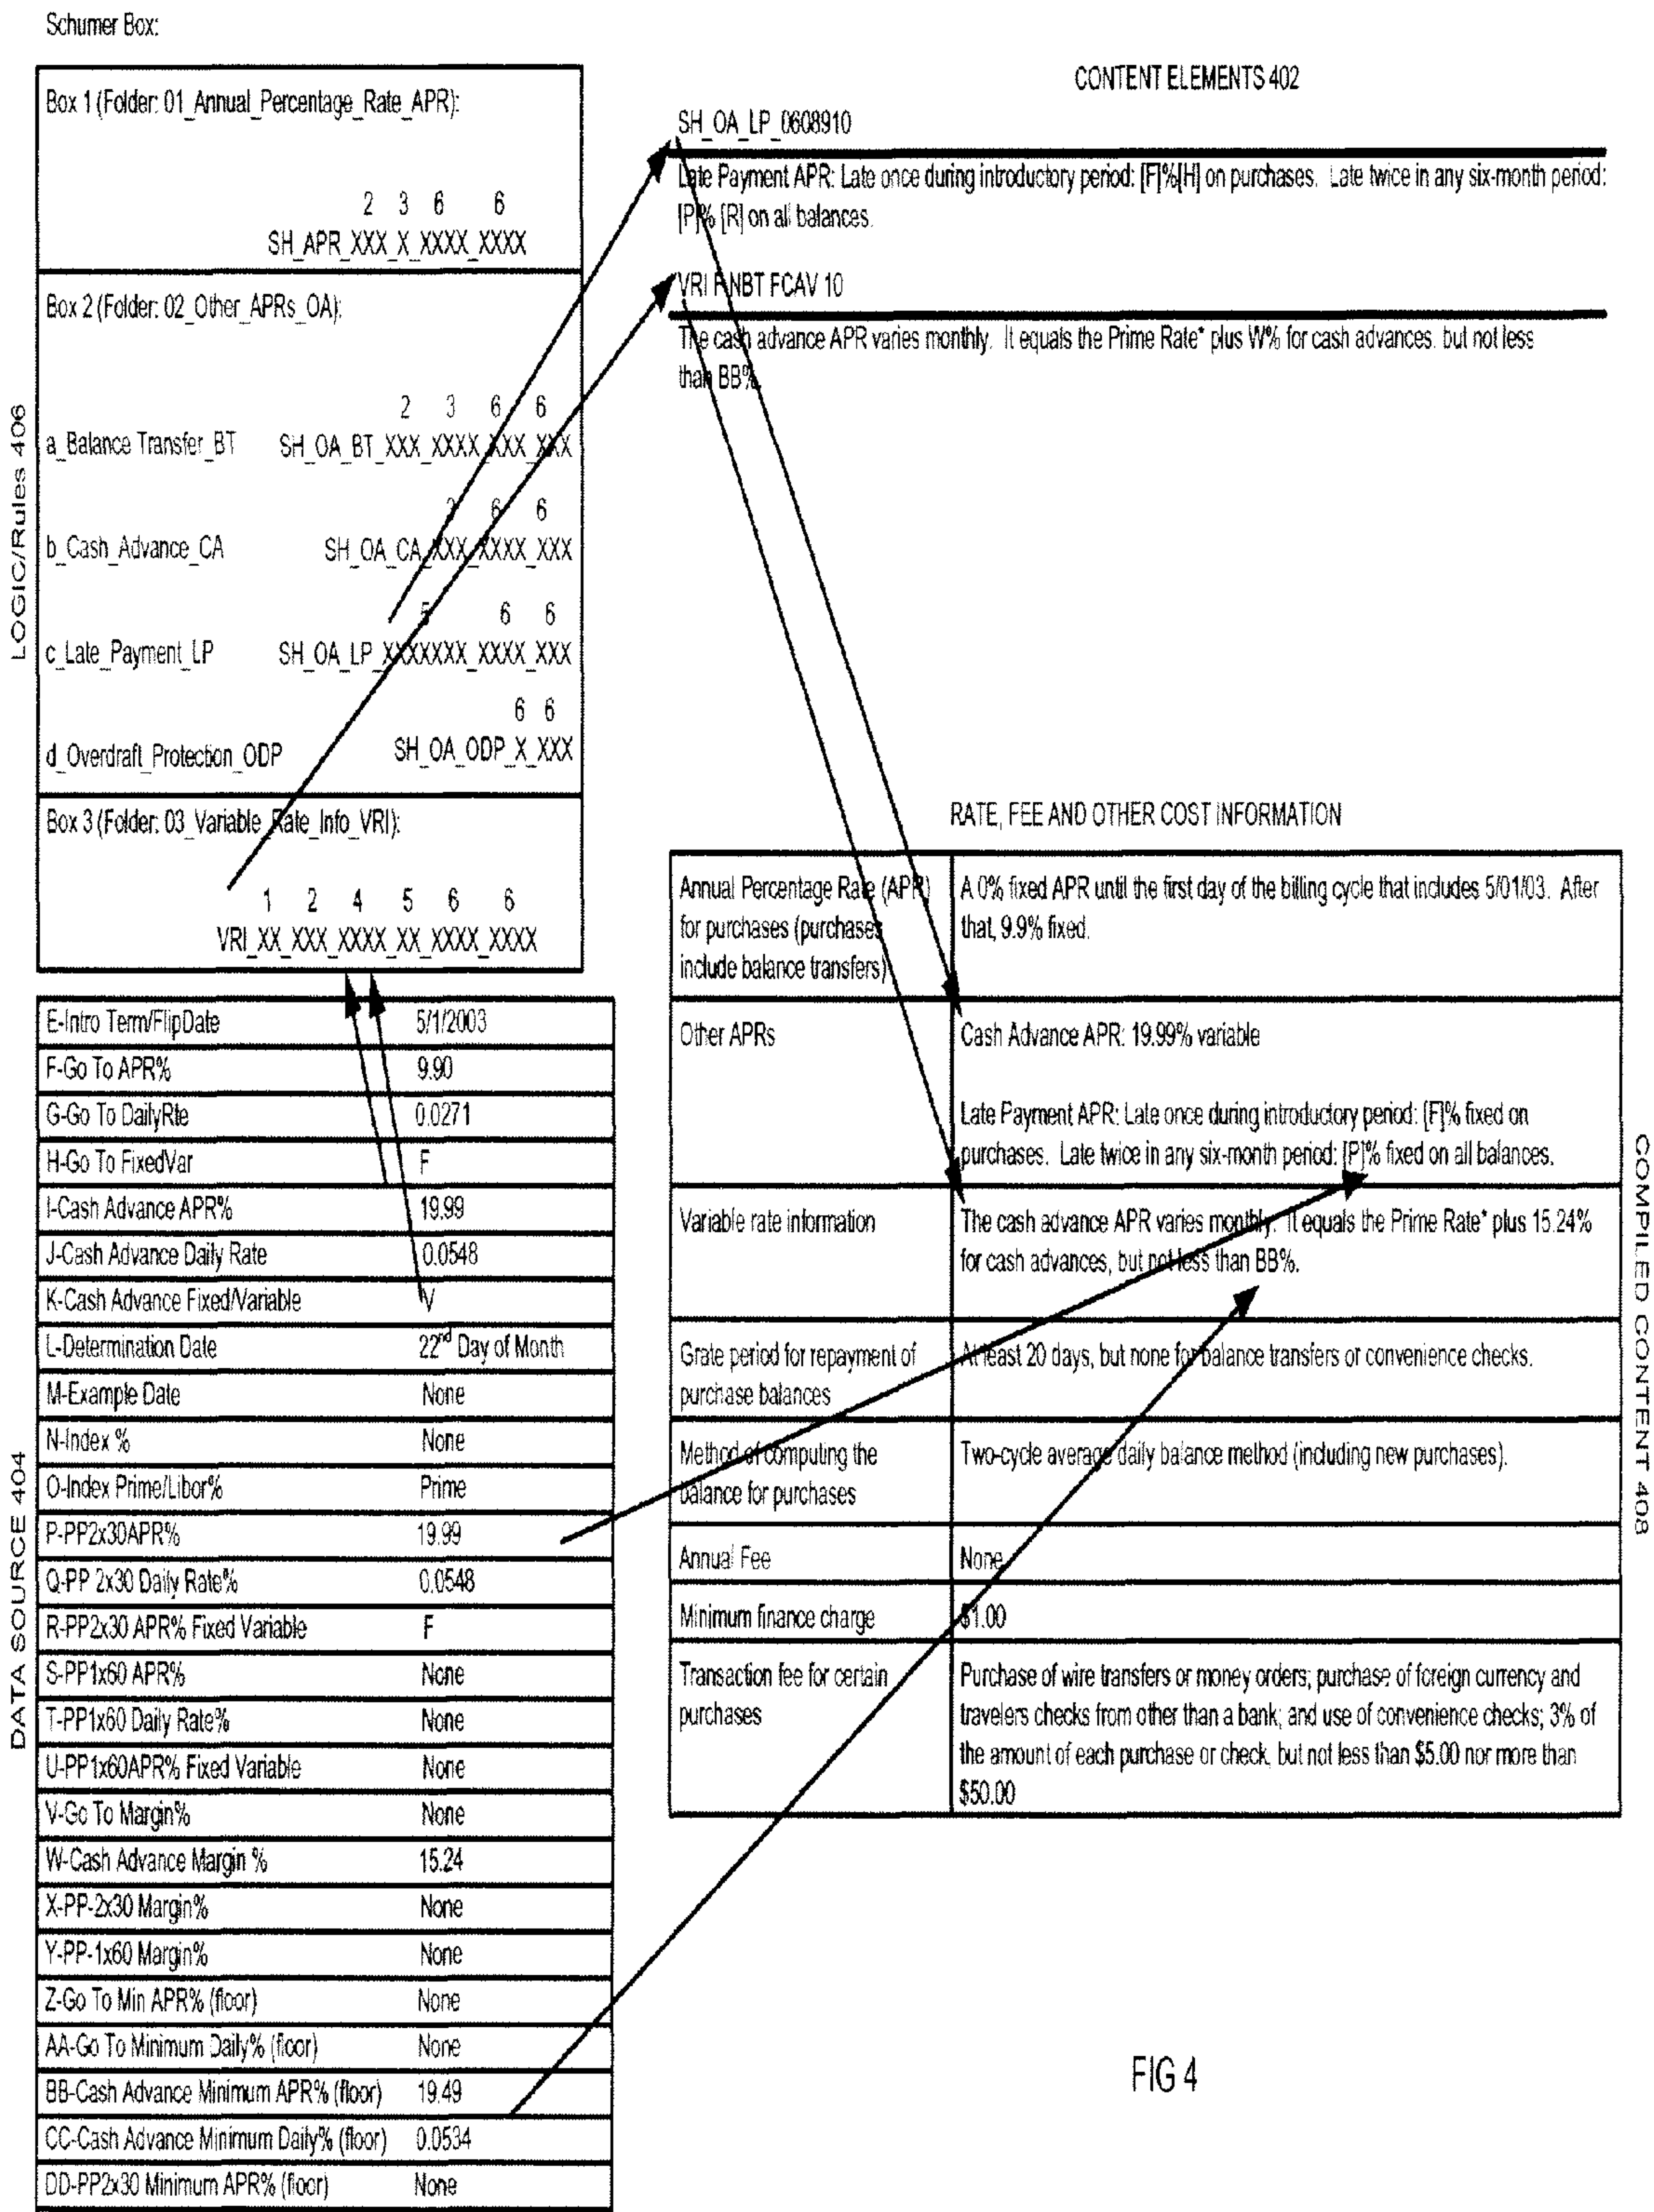 Schumer Box:
LOGIC/Rules 406
Box 1 (Folder: 01_Annual_Percentage_Rate_APR):
2 3 6 6
SH_APR_XXX_X_XXXX_XXXX
Box 2 (Folder: 02_Other_APRs_OA):
2 3 6 6
a_Balance Transfer_BT SH_OA_BT_XXX_XXXX_XXX_XXX
3 6 6
b_Cash_Advance_CA SH_OA_CA_XXX_XXXX_XXX
5 6 6
c_Late_Payment_LP SH_OA_LP_XXXXXXX_XXXX_XXX
6 6
d_Overdraft_Protection_ODP SH_OA_ODP_X_XXX
Box 3 (Folder: 03_Variable_Rate_Info_VRI):
1 2 4 5 6 6
VRI_XX_XXX_XXXX_XX_XXXX_XXXX
DATA SOURCE 404
E-Intro Term/FlipDate 5/1/2003
F-Go To APR% 9.90
G-Go To DailyRte 0.0271
H-Go To FixedVar F
I-Cash Advance APR% 19.99
J-Cash Advance Daily Rate 0.0548
K-Cash Advance Fixed/Variable V
L-Determination Date 22nd Day of Month
M-Example Date None
N-Index % None
O-Index Prime/Libor% Prime
P-PP2x30APR% 19.99
Q-PP 2x30 Daily Rate% 0.0548
R-PP2x30 APR% Fixed Variable F
S-PP1x60 APR% None
T-PP1x60 Daily Rate% None
U-PP1x60APR% Fixed Variable None
V-Go To Margin% None
W-Cash Advance Margin % 15.24
X-PP-2x30 Margin% None
Y-PP-1x60 Margin% None
Z-Go To Min APR% (floor) None
AA-Go To Minimum Daily% (floor) None
BB-Cash Advance Minimum APR% (floor) 19.49
CC-Cash Advance Minimum Daily% (floor) 0.0534
DD-PP2x30 Minimum APR% (floor) None
CONTENT ELEMENTS 402
SH_OA_LP_0608910
Late Payment APR: Late once during introductory period: [F]%[H] on purchases. Late twice in any six-month period:
[P]% [R] on all balances.
VRI FNBT FCAV 10
The cash advance APR varies monthly. It equals the Prime Rate* plus W% for cash advances, but not less
than BB%.
RATE, FEE AND OTHER COST INFORMATION
Annual Percentage Rate (APR)
for purchases (purchases
include balance transfers)
A 0% fixed APR until the first day of the billing cycle that includes 5/01/03. After
that, 9.9% fixed.
Other APRs
Cash Advance APR: 19.99% variable
Late Payment APR: Late once during introductory period: [F]% fixed on
purchases. Late twice in any six-month period: [P]% fixed on all balances.
Variable rate information
The cash advance APR varies monthly. It equals the Prime Rate* plus 15.24%
for cash advances, but not less than BB%.
Grate period for repayment of
purchase balances
At least 20 days, but none for balance transfers or convenience checks.
Method of computing the
balance for purchases
Two-cycle average daily balance method (including new purchases).
Annual Fee
None
Minimum finance charge
$1.00
Transaction fee for certain
purchases
Purchase of wire transfers or money orders; purchase of foreign currency and
travelers checks from other than a bank; and use of convenience checks; 3% of
the amount of each purchase or check, but not less than $5.00 nor more than
$50.00
COMPILED CONTENT 408
FIG 4